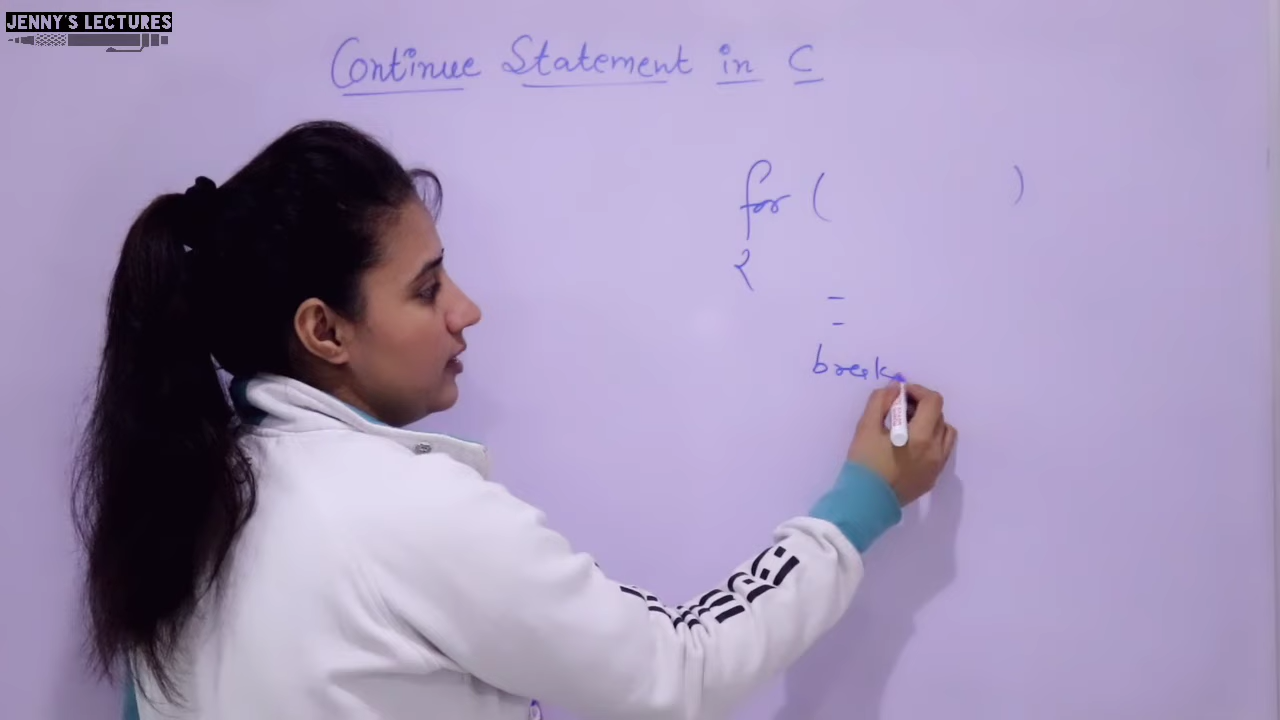 JENNY'S LECTURES
Continue Statement in C
for ( )
{
=
break